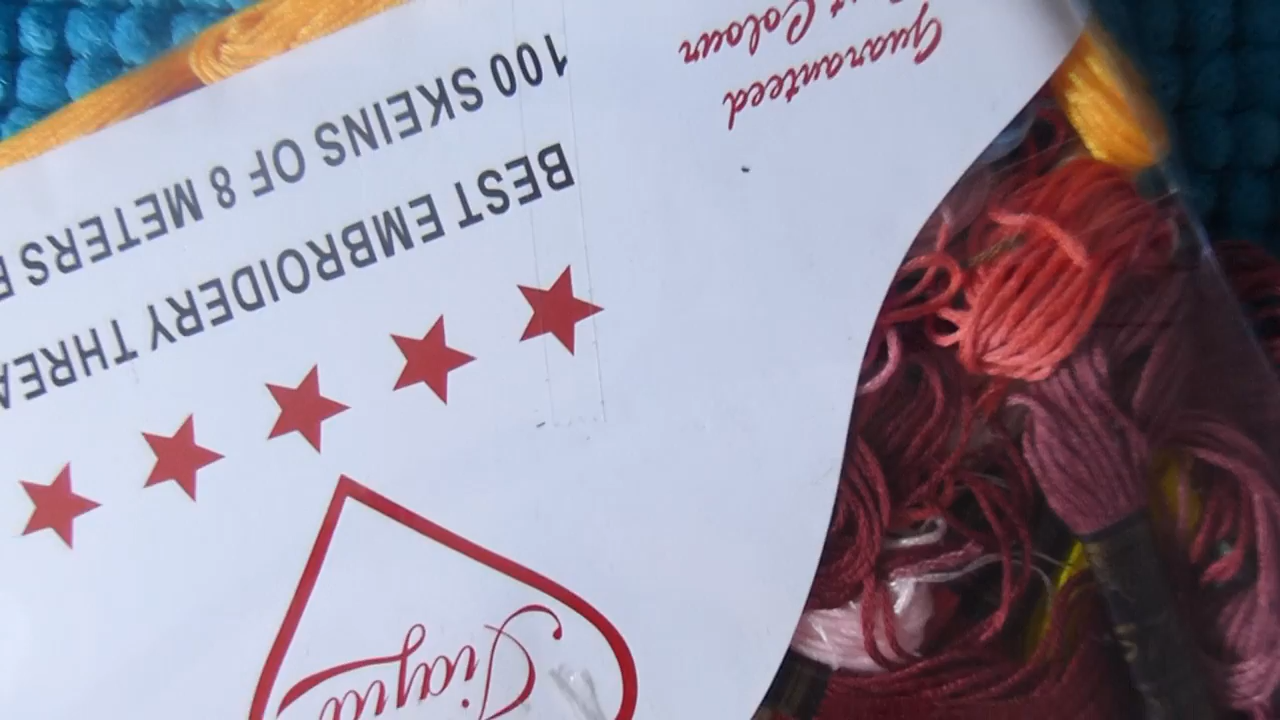 BEST EMBROIDERY THREA
100 SKEINS OF 8 METERS
Guaranteed
Colour